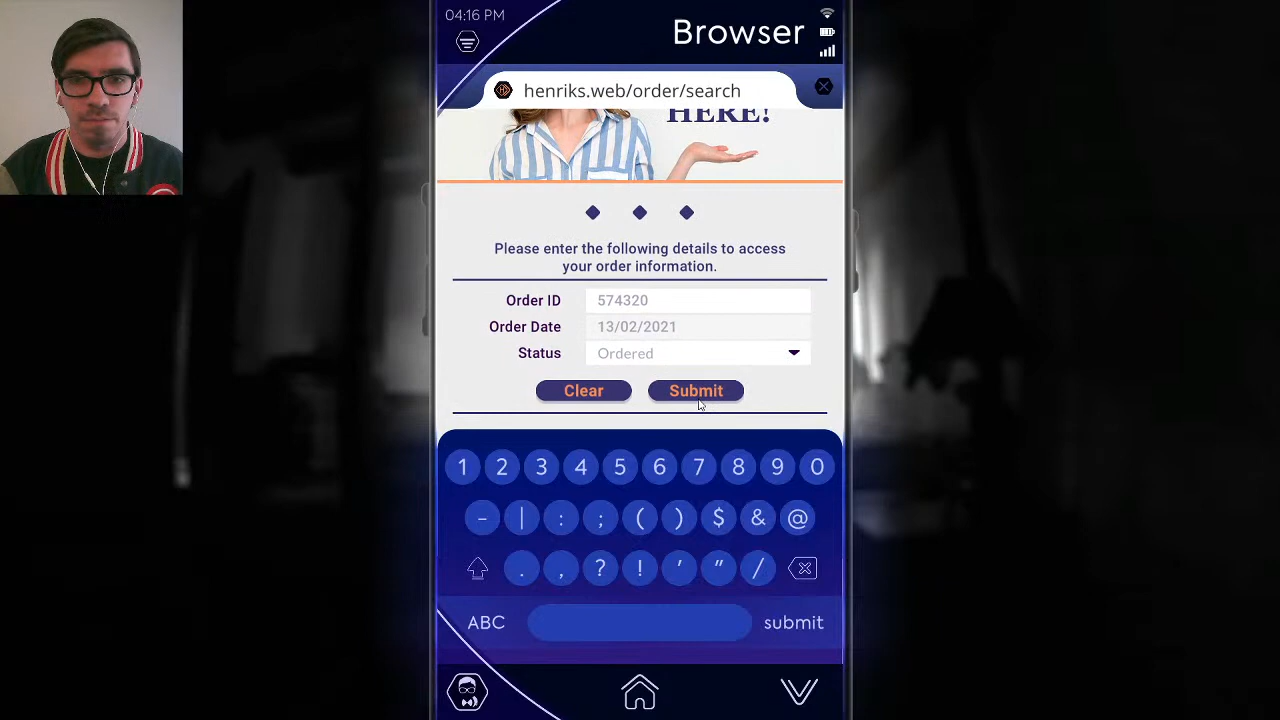 04:16 PM
Browser
henriks.web/order/search
HERE!
Please enter the following details to access
your order information.
Order ID 574320
Order Date 13/02/2021
Status Ordered
Clear Submit
1 2 3 4 5 6 7 8 9 0
- | : ; ( ) $ & @
. , ? ! ' " /
ABC submit